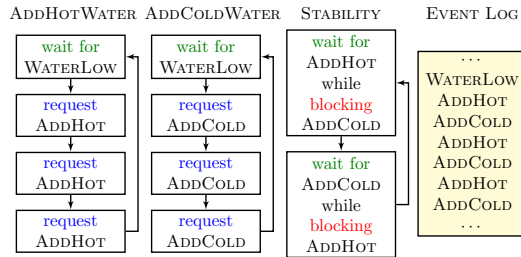 ADDHOTWATER
wait for
WATERLOW
request
ADDHOT
request
ADDHOT
request
ADDHOT
ADDCOLDWATER
wait for
WATERLOW
request
ADDCOLD
request
ADDCOLD
request
ADDCOLD
STABILITY
wait for
ADDHOT
while
blocking
ADDCOLD
wait for
ADDCOLD
while
blocking
ADDHOT
EVENT LOG
...
WATERLOW
ADDHOT
ADDCOLD
ADDHOT
ADDCOLD
ADDHOT
ADDCOLD
...